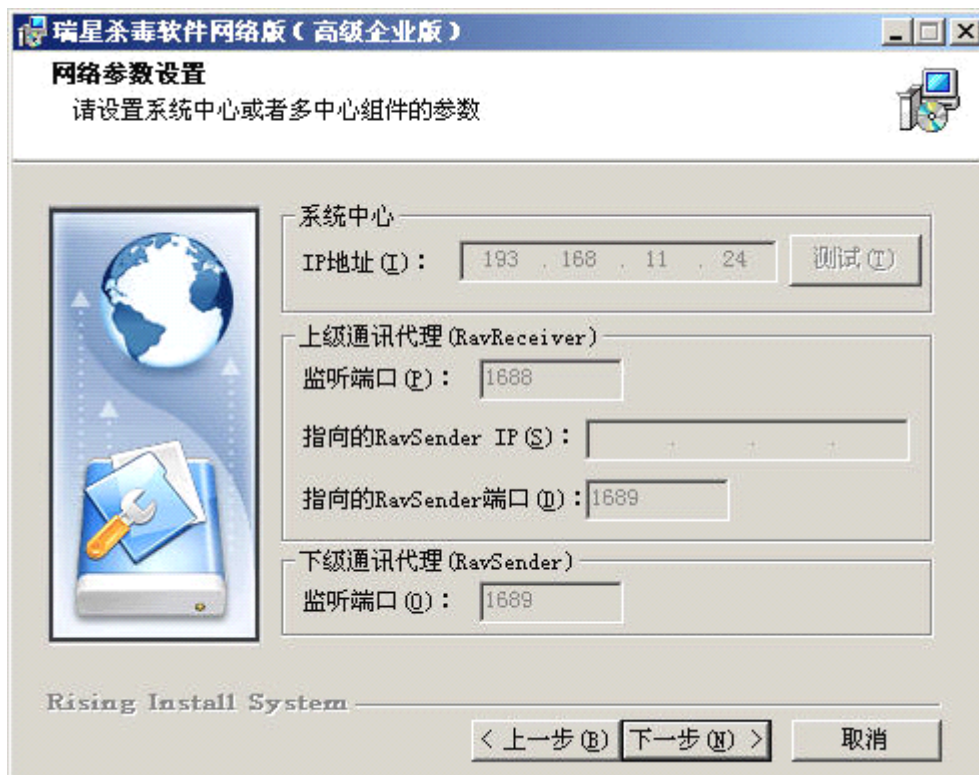 瑞星杀毒软件网络版(高级企业版)
网络参数设置
请设置系统中心或者多中心组件的参数
系统中心
IP地址(I): 193 . 168 . 11 . 24 测试(T)
上级通讯代理(RavReceiver)
监听端口(P): 1688
指向的RavSender IP(S): . . .
指向的RavSender端口(D): 1689
下级通讯代理(RavSender)
监听端口(O): 1689
Rising Install System
< 上一步(B) 下一步(N) > 取消